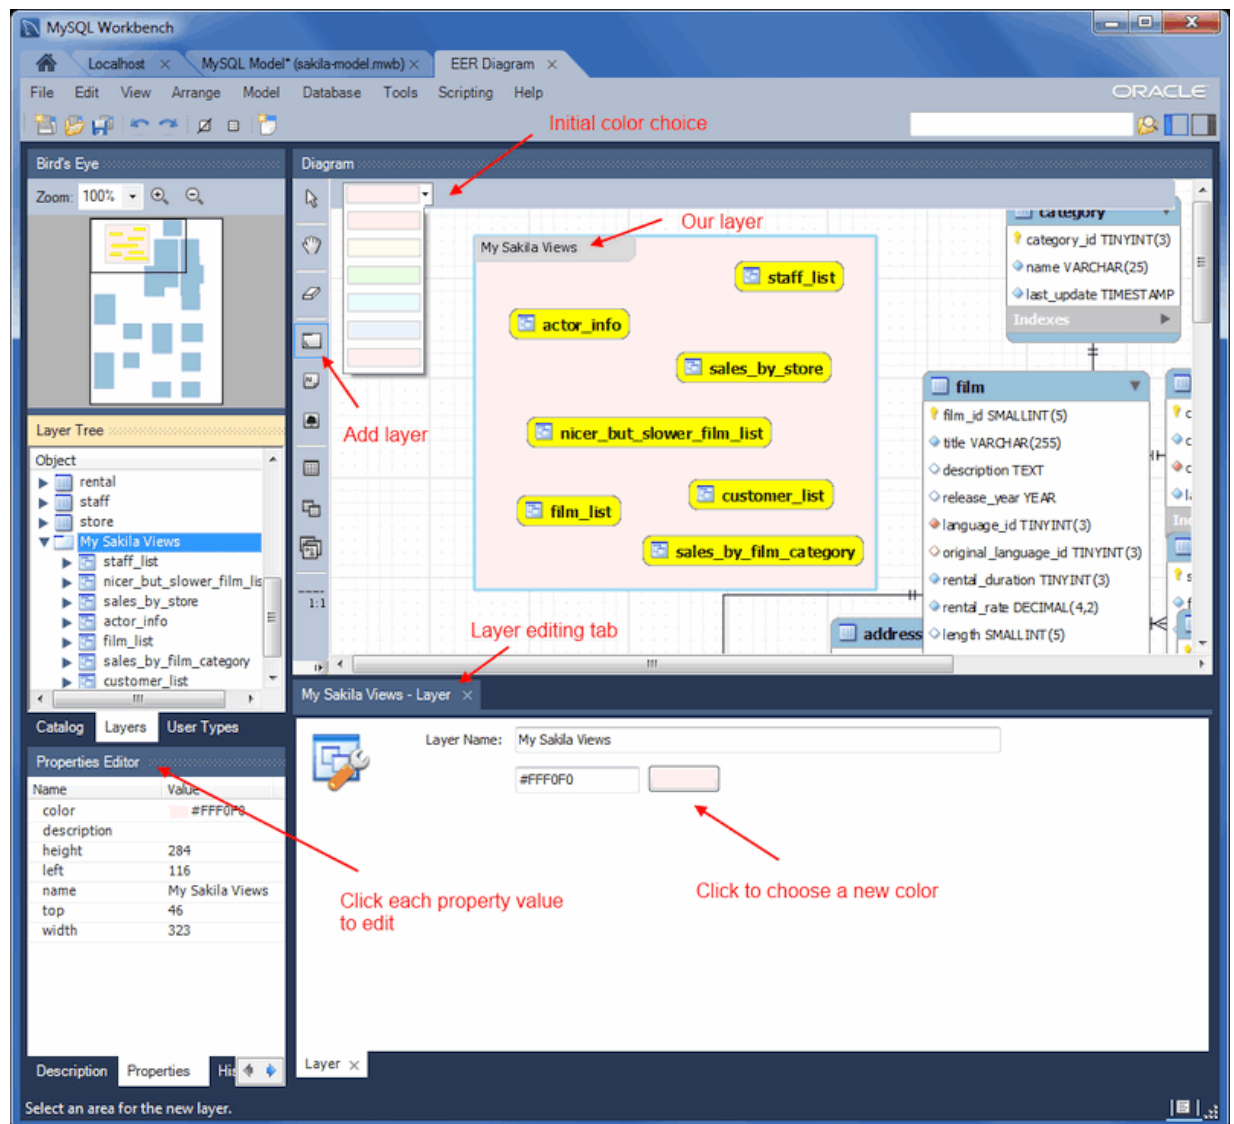 MySQL Workbench
Localhost
MySQL Model* (sakila-model.mwb)
EER Diagram
File Edit View Arrange Model Database Tools Scripting Help
ORACLE
Initial color choice
Bird's Eye
Zoom: 100%
Diagram
Our layer
My Sakila Views
staff_list
actor_info
sales_by_store
nicer_but_slower_film_list
customer_list
film_list
sales_by_film_category
category
category_id TINYINT(3)
name VARCHAR(25)
last_update TIMESTAMP
Indexes
film
film_id SMALLINT(5)
title VARCHAR(255)
description TEXT
release_year YEAR
language_id TINYINT(3)
original_language_id TINYINT(3)
rental_duration TINYINT(3)
rental_rate DECIMAL(4,2)
length SMALLINT(5)
address
Add layer
1:1
Layer Tree
Object
rental
staff
store
My Sakila Views
staff_list
nicer_but_slower_film_lis
sales_by_store
actor_info
film_list
sales_by_film_category
customer_list
Catalog Layers User Types
Layer editing tab
My Sakila Views - Layer
Layer Name: My Sakila Views
#FFF0F0
Click to choose a new color
Properties Editor
Name Value
color #FFF0F0
description
height 284
left 116
name My Sakila Views
top 46
width 323
Click each property value
to edit
Description Properties His
Layer
Select an area for the new layer.